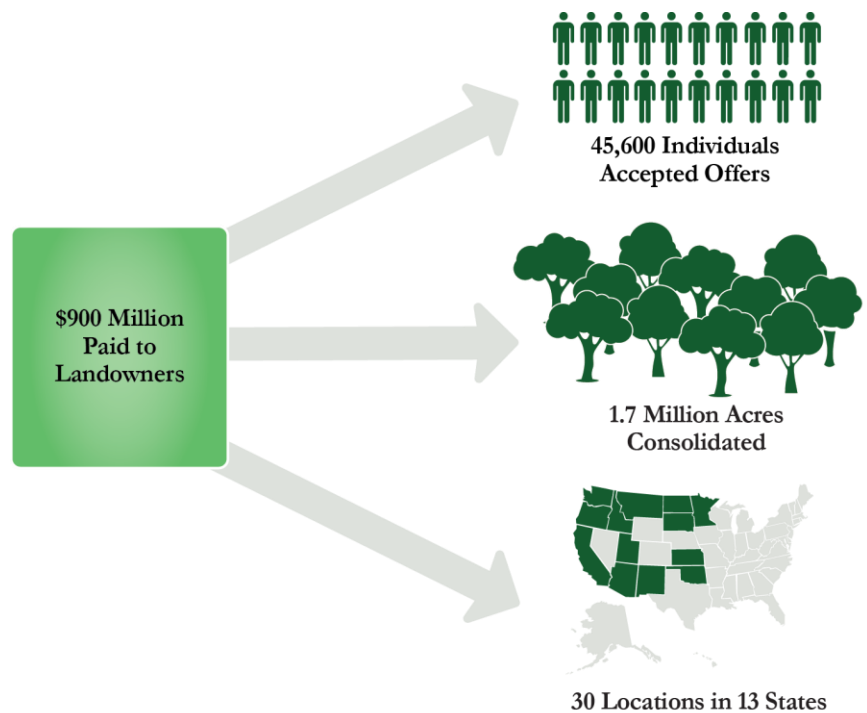 $900 Million
Paid to
Landowners
45,600 Individuals
Accepted Offers
1.7 Million Acres
Consolidated
30 Locations in 13 States